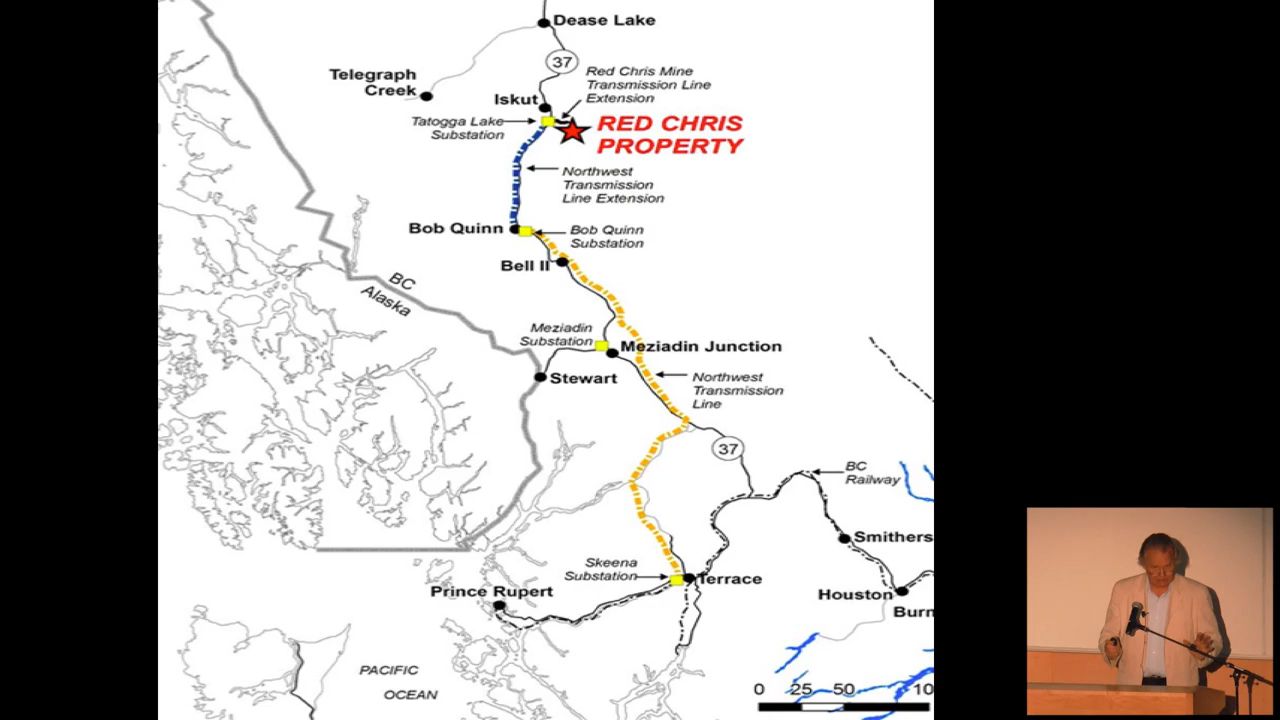 Dease Lake
37
Telegraph
Creek
Red Chris Mine
Transmission Line
Extension
Iskut
Tatogga Lake
Substation
RED CHRIS
PROPERTY
Northwest
Transmission
Line Extension
Bob Quinn
Bob Quinn
Substation
Bell II
BC
Alaska
Meziadin
Substation
Meziadin Junction
Stewart
Northwest
Transmission
Line
37
BC
Railway
Smithers
Skeena
Substation
Terrace
Prince Rupert
Houston
Burn
PACIFIC
OCEAN
0 25 50 10